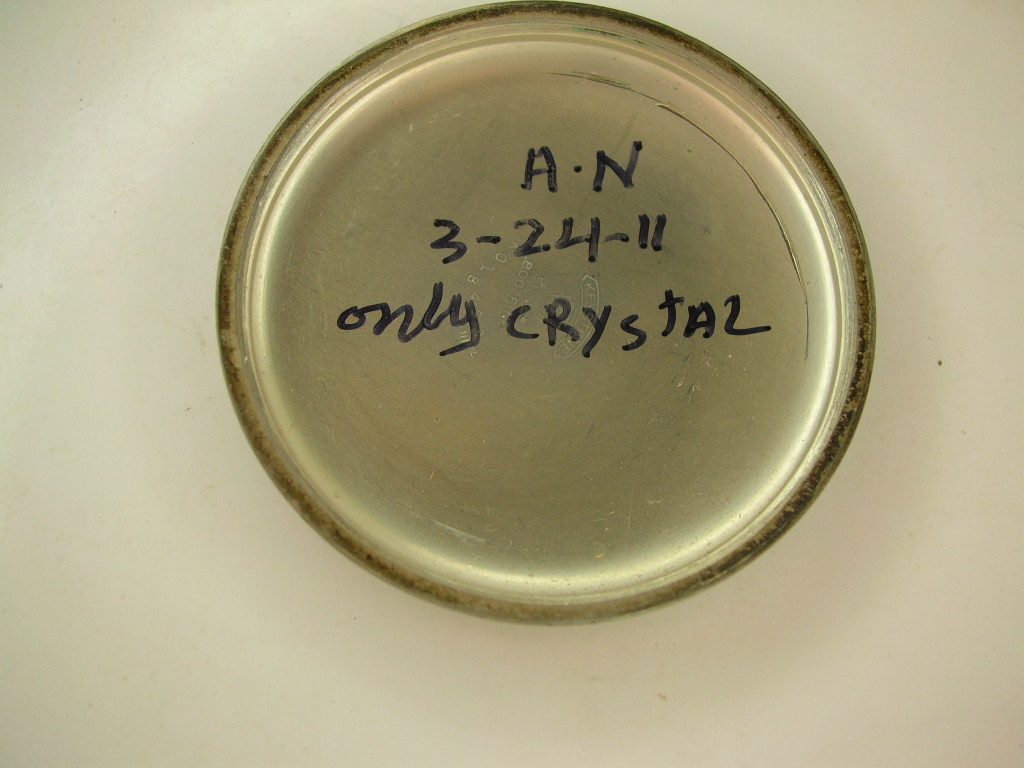 A.N
3-24-11
only CRYStAL